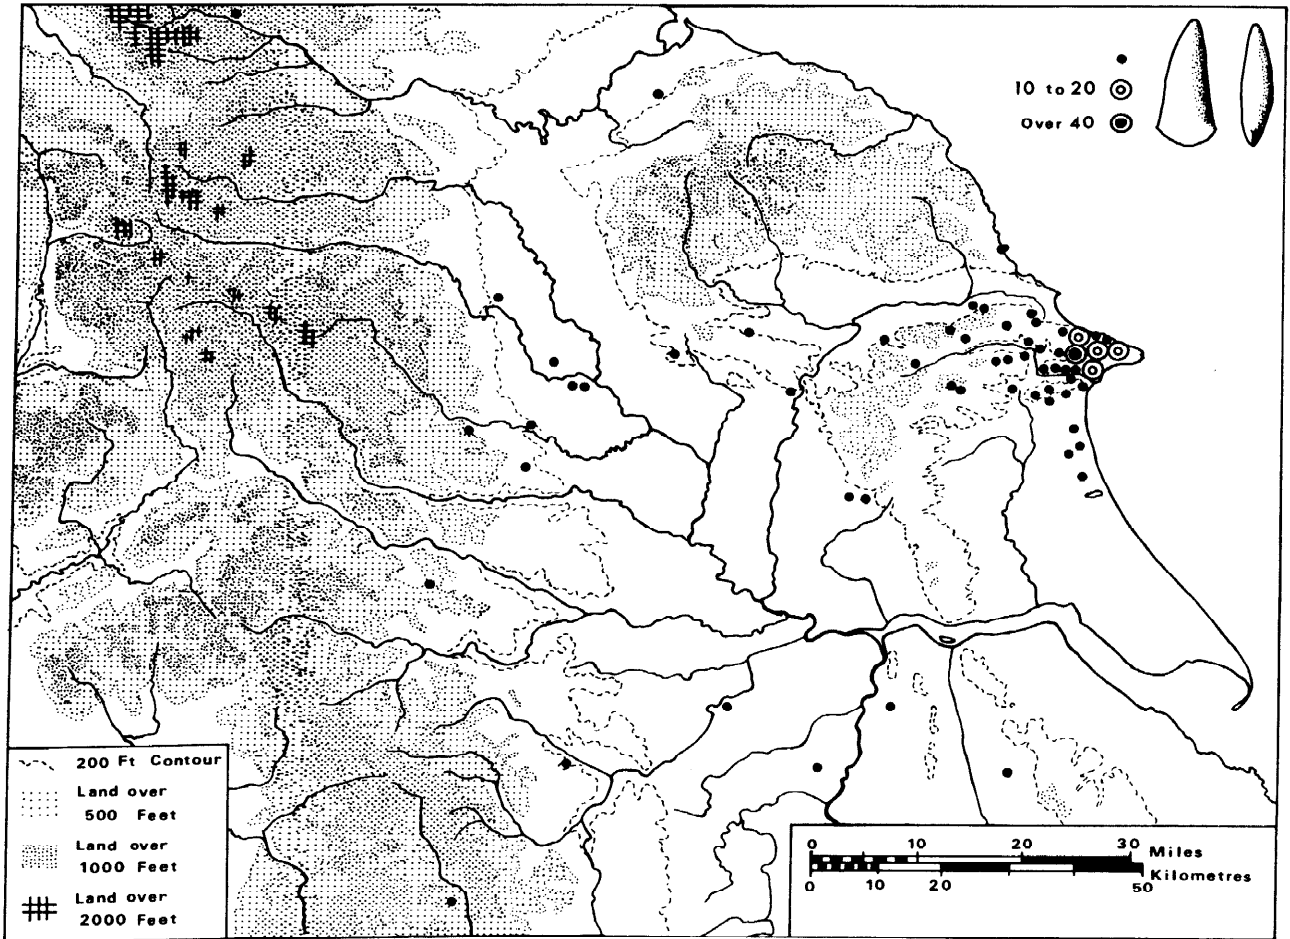 10 to 20
Over 40
200 Ft Contour
Land over
500 Feet
Land over
1000 Feet
Land over
2000 Feet
0 10 20 30 Miles
Kilometres
0 10 20 50